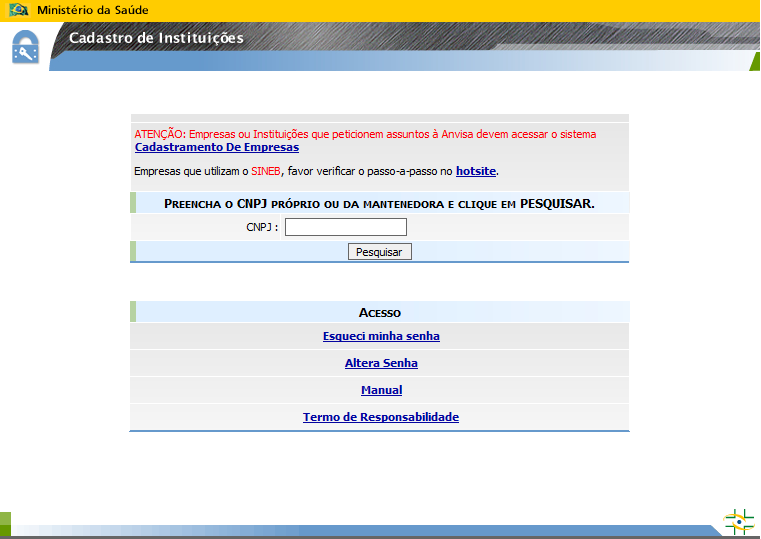 Ministério da Saúde
Cadastro de Instituições
ATENÇÃO: Empresas ou Instituições que peticionem assuntos à Anvisa devem acessar o sistema
Cadastramento De Empresas
Empresas que utilizam o SINEB, favor verificar o passo-a-passo no hotsite.
PREENCHA O CNPJ PRÓPRIO OU DA MANTENEDORA E CLIQUE EM PESQUISAR.
CNPJ :
Pesquisar
ACESSO
Esqueci minha senha
Altera Senha
Manual
Termo de Responsabilidade